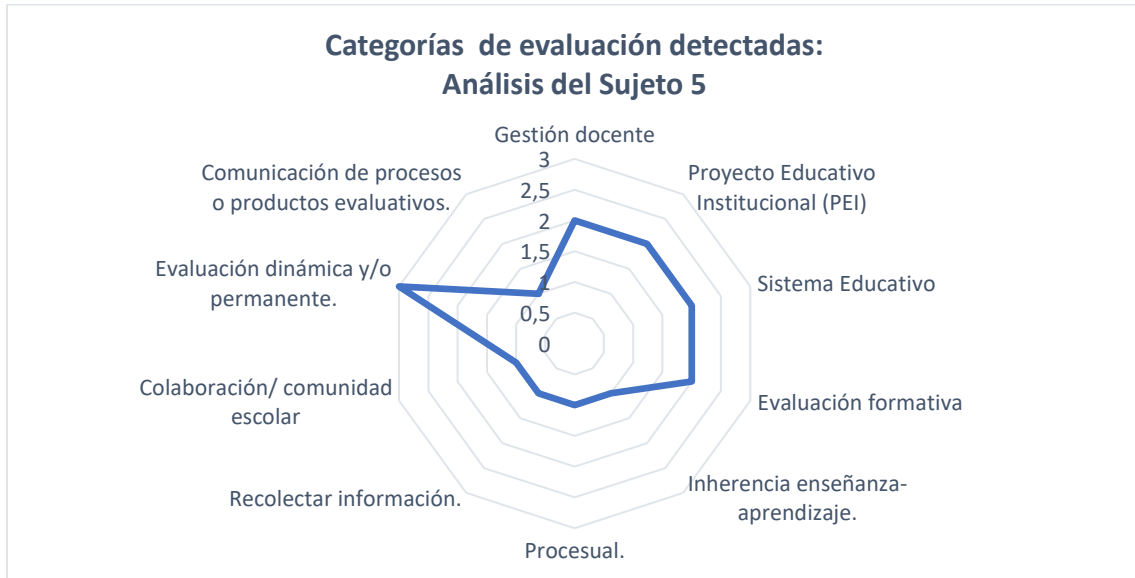 Categorías de evaluación detectadas:
Análisis del Sujeto 5
Gestión docente
Proyecto Educativo
Institucional (PEI)
Sistema Educativo
Evaluación formativa
Inherencia enseñanza-
aprendizaje.
Procesual.
Recolectar información.
Colaboración/ comunidad
escolar
Evaluación dinámica y/o
permanente.
Comunicación de procesos
o productos evaluativos.
3
2,5
2
1,5
1
0,5
0